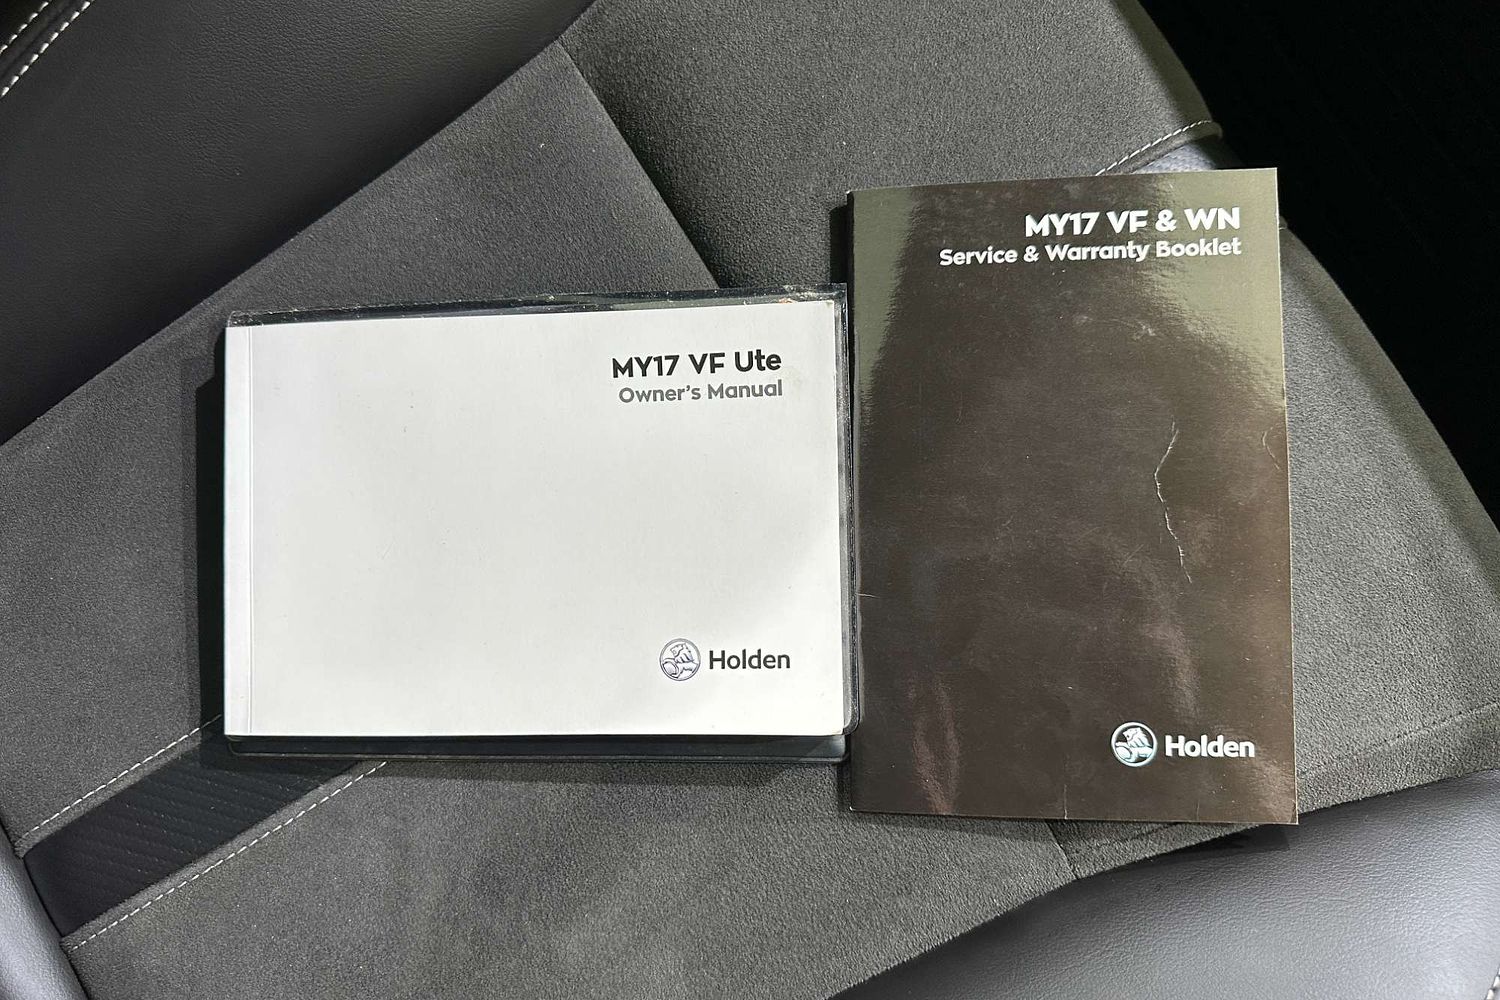 MY17 VF Ute
Owner's Manual
Holden
MY17 VF & WN
Service & Warranty Booklet
Holden